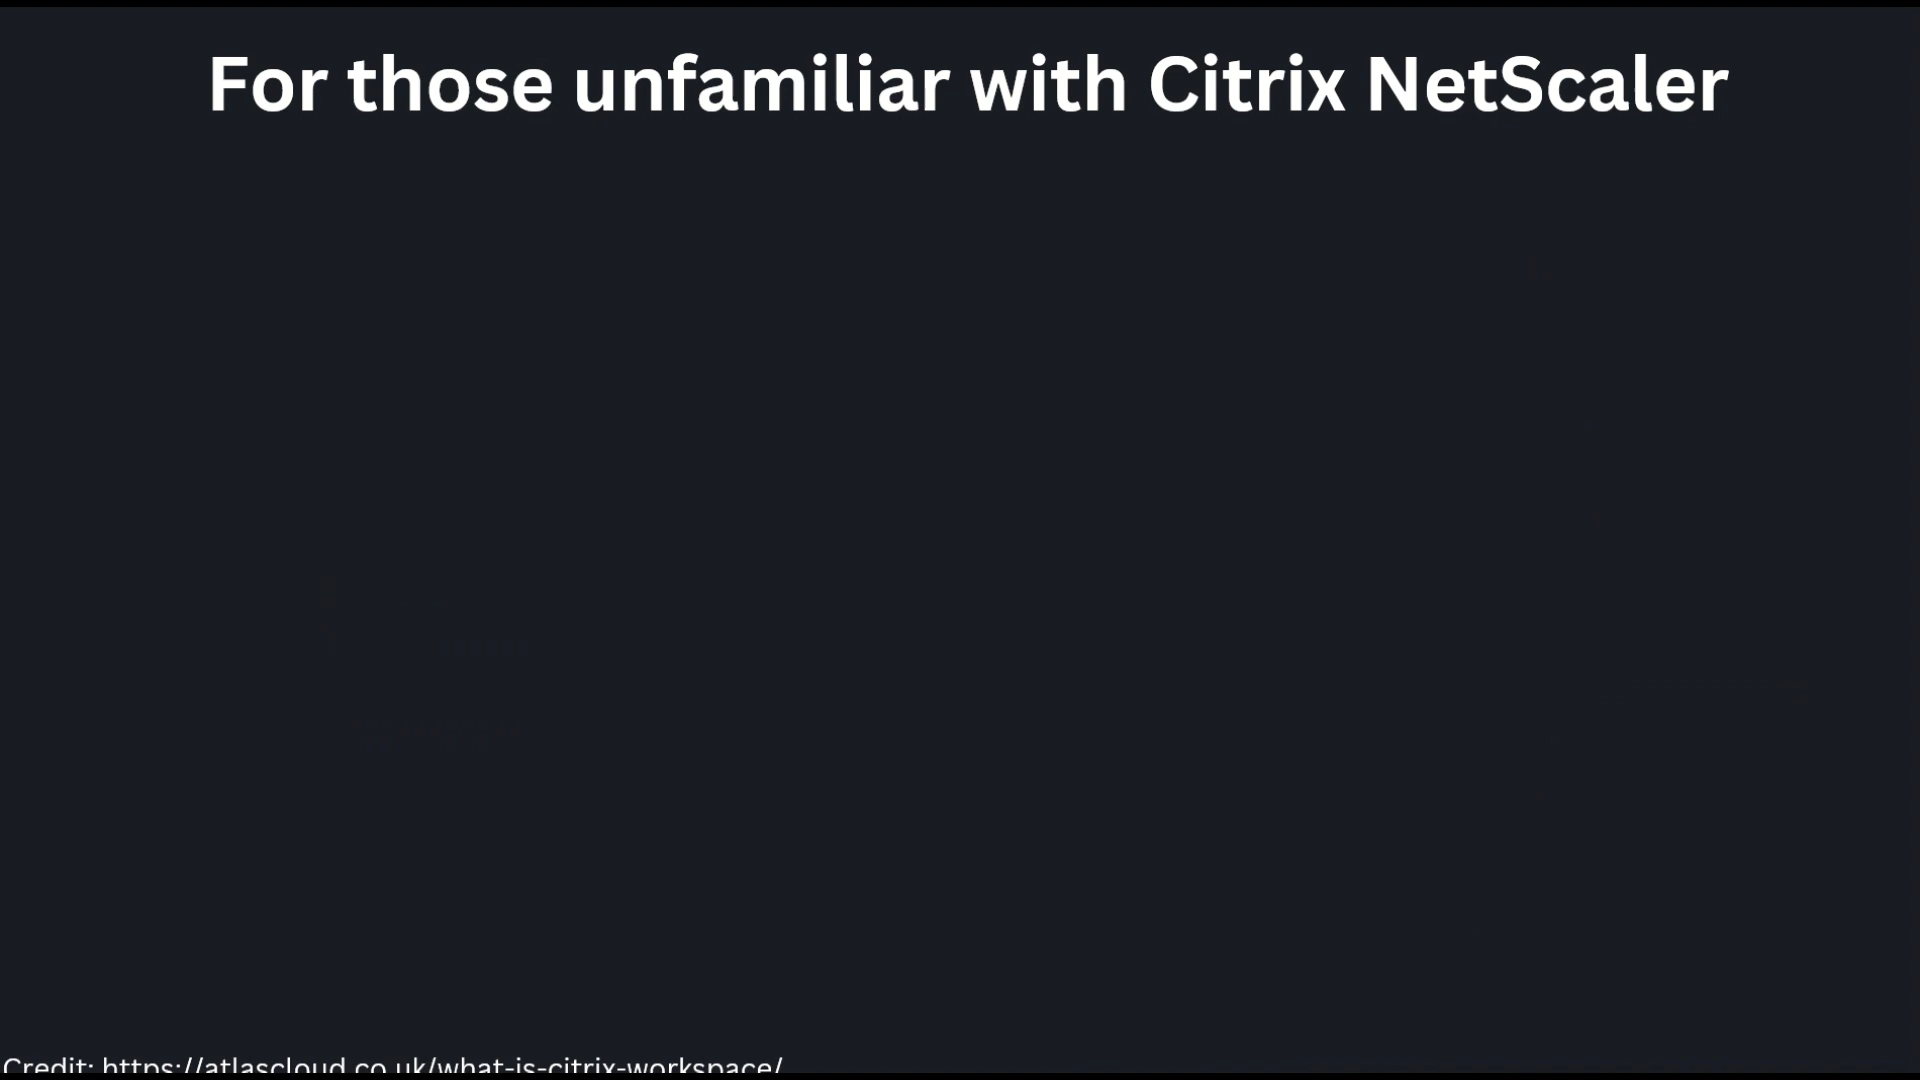 For those unfamiliar with Citrix NetScaler
Credit: https://atlascloud.co.uk/what-is-citrix-workspace/